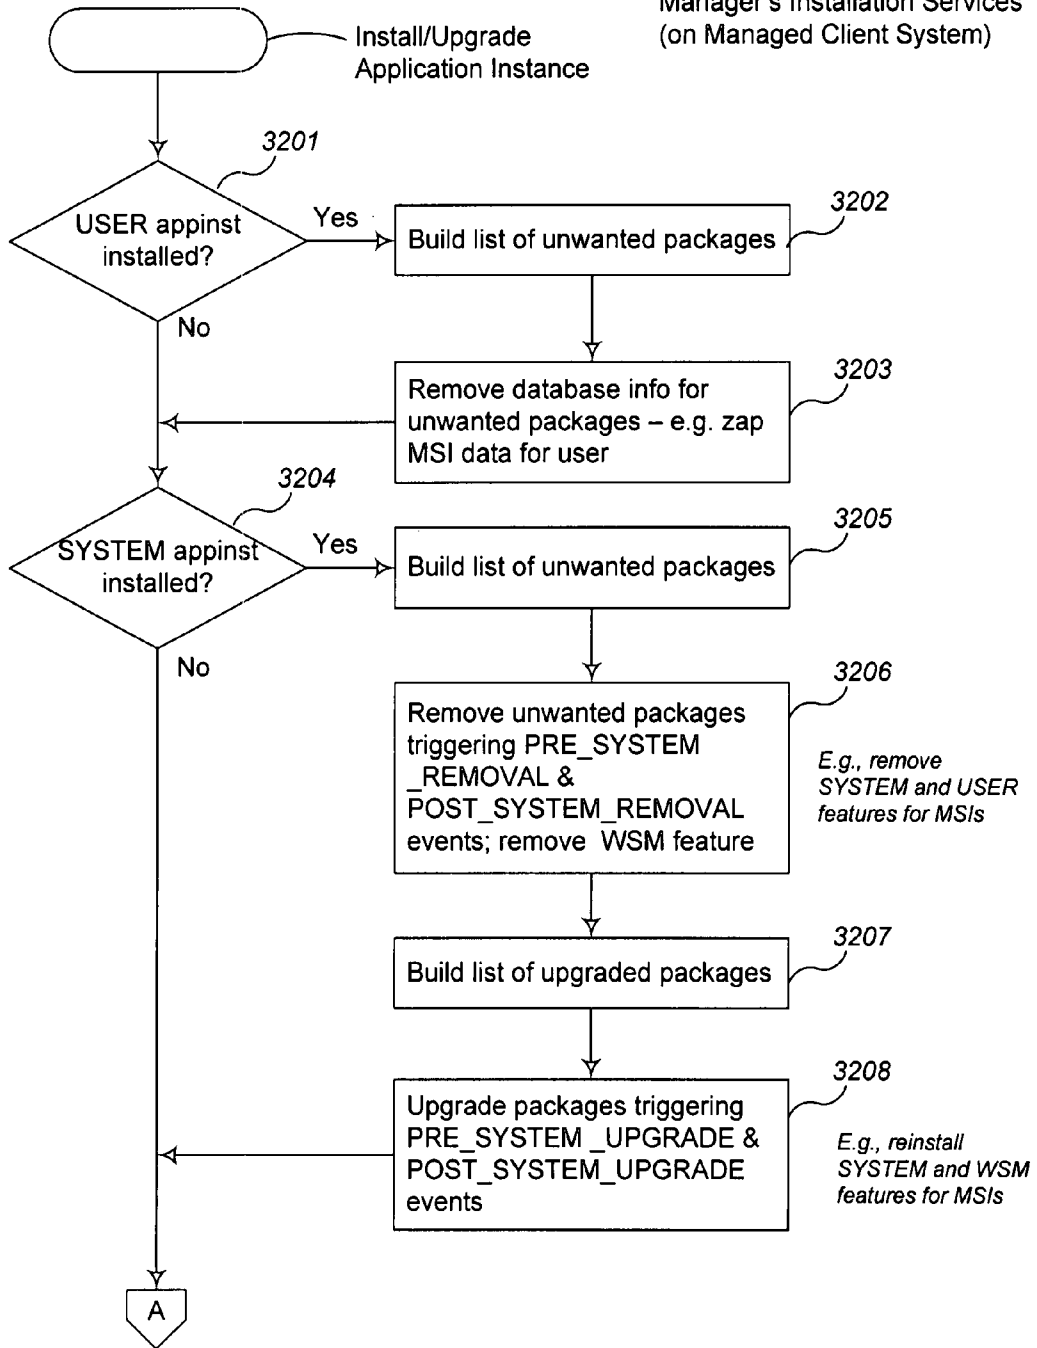 Manager's Installation Services
(on Managed Client System)
Install/Upgrade
Application Instance
3201
USER appinst
installed?
Yes
No
3202
Build list of unwanted packages
3203
Remove database info for
unwanted packages – e.g. zap
MSI data for user
3204
SYSTEM appinst
installed?
Yes
No
3205
Build list of unwanted packages
3206
Remove unwanted packages
triggering PRE_SYSTEM
_REMOVAL &
POST_SYSTEM_REMOVAL
events; remove WSM feature
E.g., remove
SYSTEM and USER
features for MSIs
3207
Build list of upgraded packages
3208
Upgrade packages triggering
PRE_SYSTEM _UPGRADE &
POST_SYSTEM_UPGRADE
events
E.g., reinstall
SYSTEM and WSM
features for MSIs
A